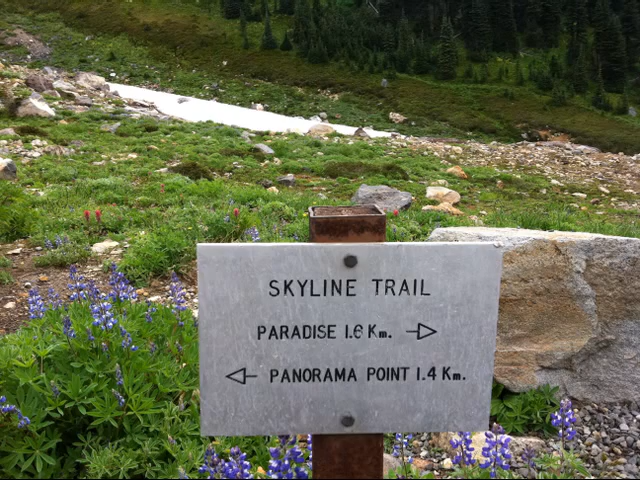 SKYLINE TRAIL
PARADISE 1.6 Km. →
← PANORAMA POINT 1.4 Km.